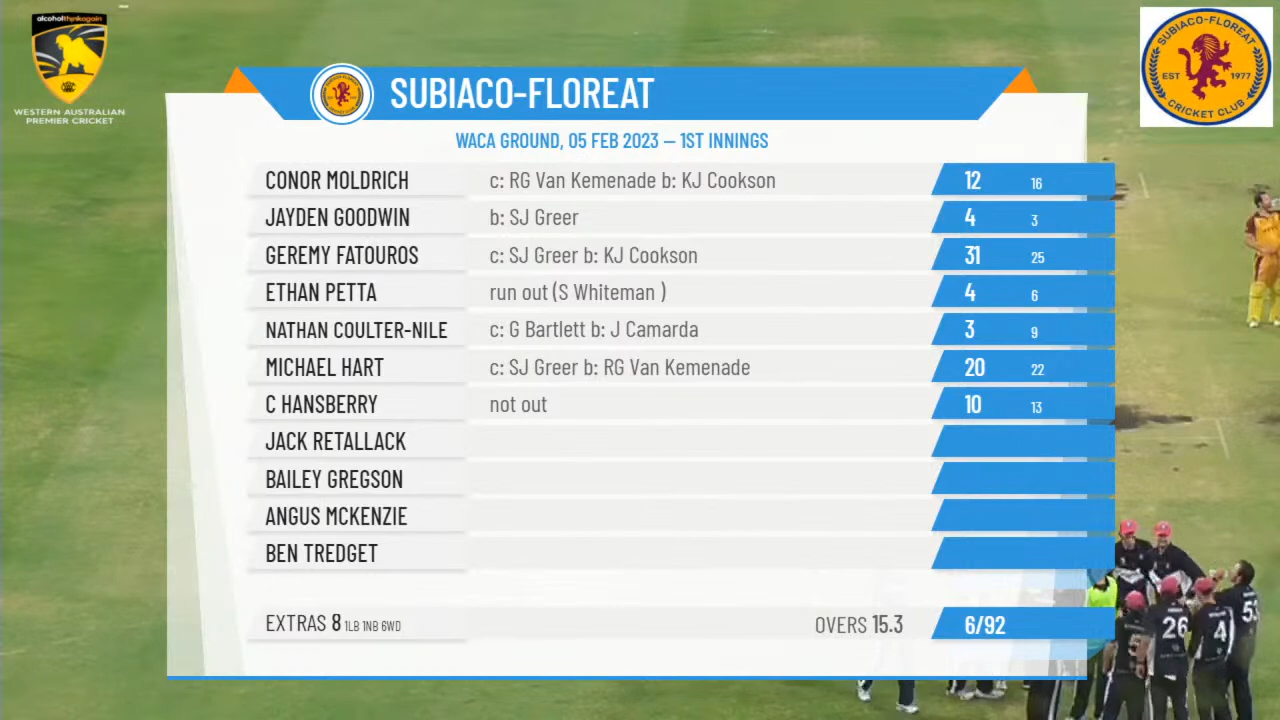 alcoholthinkagain
WESTERN AUSTRALIAN
PREMIER CRICKET
SUBIACO-FLOREAT
EST 1977
CRICKET CLUB
SUBIACO-FLOREAT
WACA GROUND, 05 FEB 2023 – 1ST INNINGS
CONOR MOLDRICH c: RG Van Kemenade b: KJ Cookson 12 16
JAYDEN GOODWIN b: SJ Greer 4 3
GEREMY FATOUROS c: SJ Greer b: KJ Cookson 31 25
ETHAN PETTA run out (S Whiteman ) 4 6
NATHAN COULTER-NILE c: G Bartlett b: J Camarda 3 9
MICHAEL HART c: SJ Greer b: RG Van Kemenade 20 22
C HANSBERRY not out 10 13
JACK RETALLACK
BAILEY GREGSON
ANGUS MCKENZIE
BEN TREDGET
EXTRAS 8 1LB 1NB 6WD OVERS 15.3 6/92
26
4
53